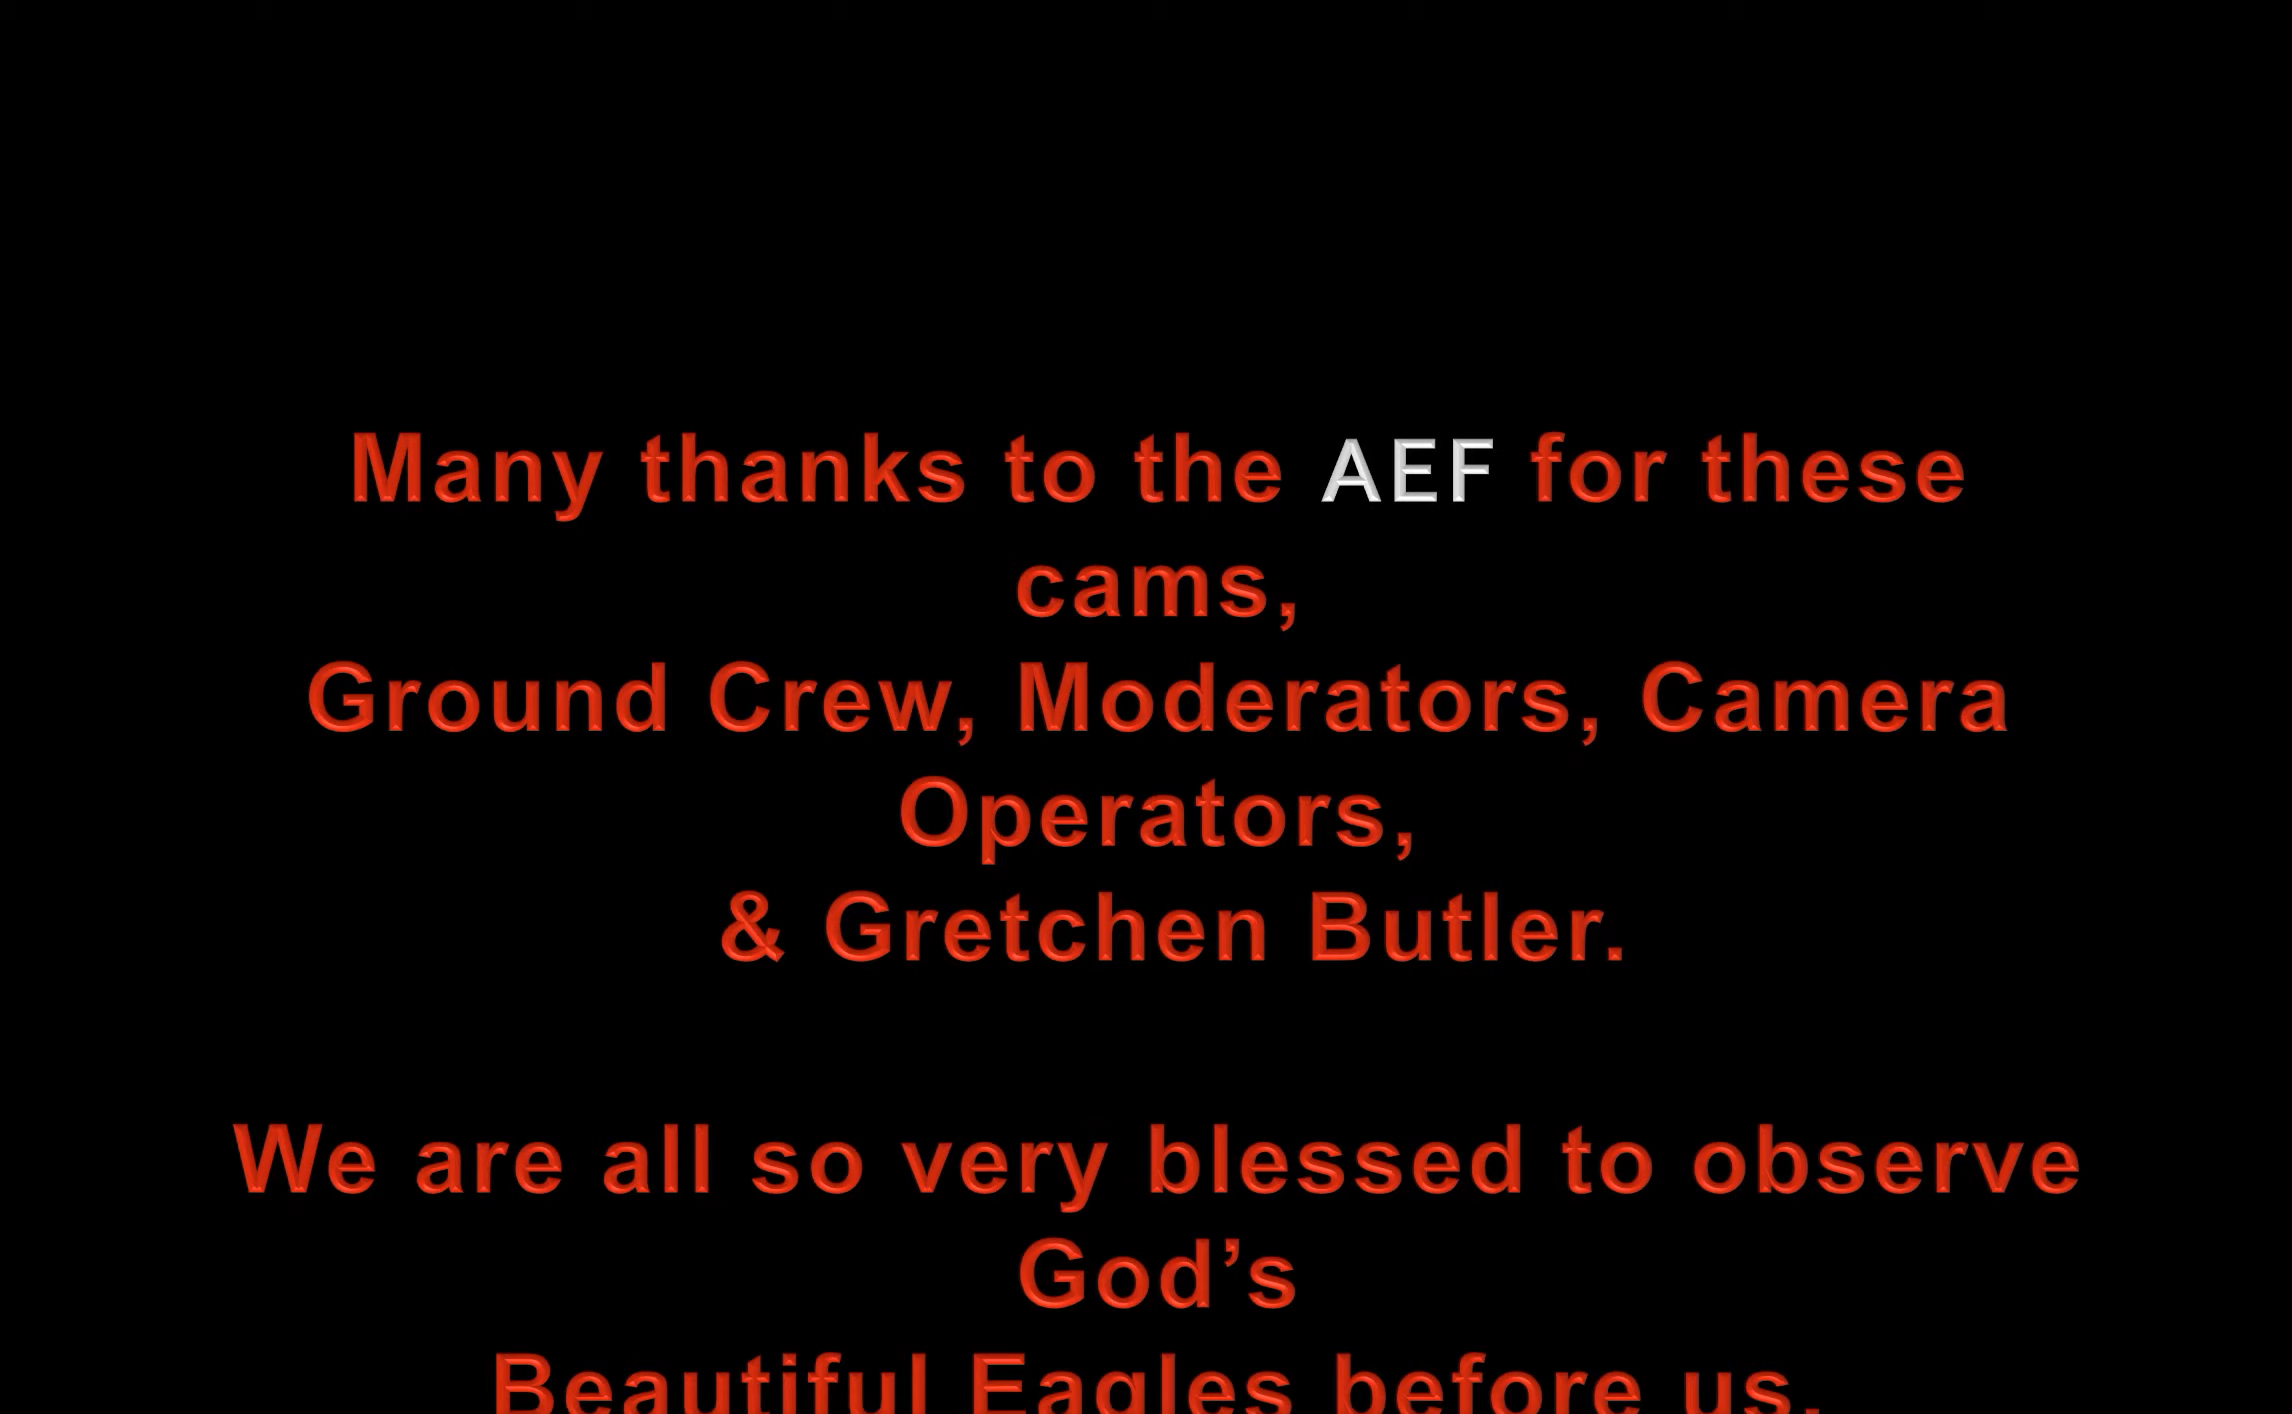 Many thanks to the AEF for these
cams,
Ground Crew, Moderators, Camera
Operators,
& Gretchen Butler.
We are all so very blessed to observe
God’s
Beautiful Eagles before us.